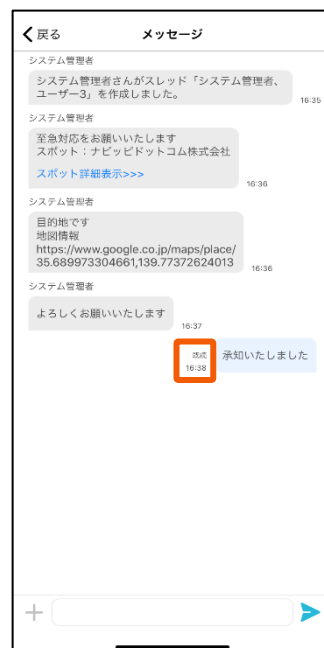 戻る
メッセージ
システム管理者
システム管理者さんがスレッド「システム管理者、
ユーザー3」を作成しました。
16:35
システム管理者
至急対応をお願いいたします
スポット：ナビッピドットコム株式会社
スポット詳細表示>>>
16:36
システム管理者
目的地です
地図情報
https://www.google.co.jp/maps/place/
35.689973304661,139.77372624013
16:36
システム管理者
よろしくお願いいたします
16:37
既読
16:38
承知いたしました